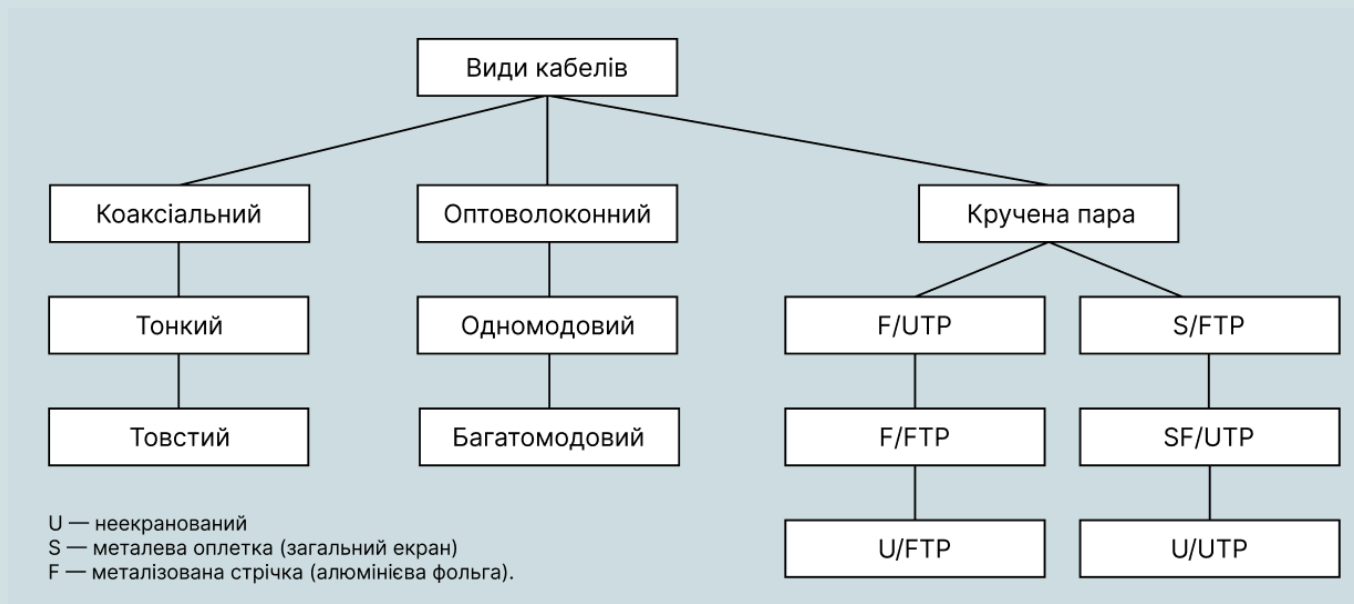 Види кабелів
Коаксіальний
Оптоволоконний
Кручена пара
Тонкий
Одномодовий
F/UTP
S/FTP
Товстий
Багатомодовий
F/FTP
SF/UTP
U/FTP
U/UTP
U — неекранований
S — металева оплетка (загальний екран)
F — металізована стрічка (алюмінієва фольга).